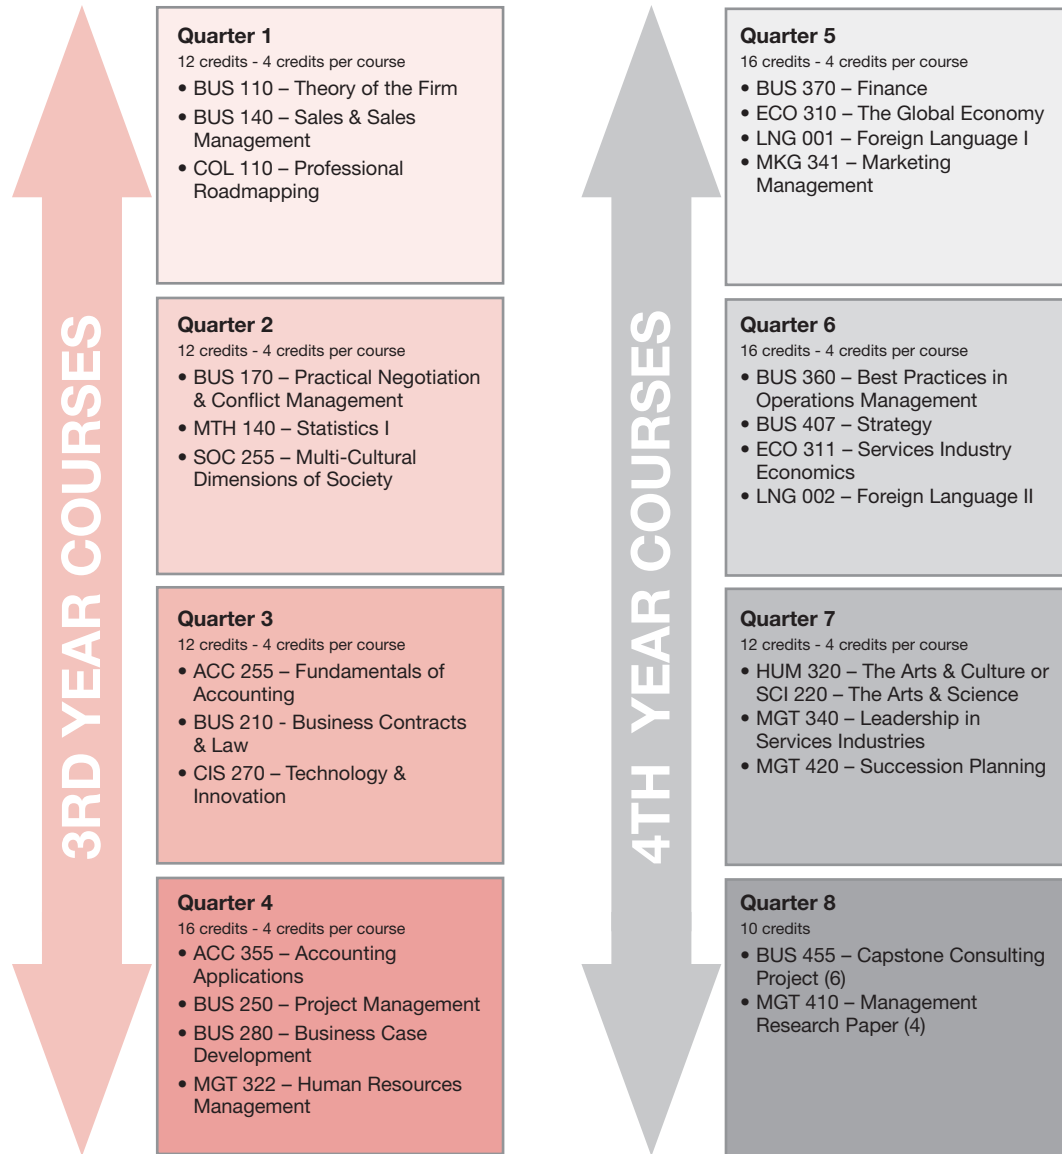 3RD YEAR COURSES
Quarter 1
12 credits - 4 credits per course
• BUS 110 – Theory of the Firm
• BUS 140 – Sales & Sales
Management
• COL 110 – Professional
Roadmapping
Quarter 2
12 credits - 4 credits per course
• BUS 170 – Practical Negotiation
& Conflict Management
• MTH 140 – Statistics I
• SOC 255 – Multi-Cultural
Dimensions of Society
Quarter 3
12 credits - 4 credits per course
• ACC 255 – Fundamentals of
Accounting
• BUS 210 - Business Contracts
& Law
• CIS 270 – Technology &
Innovation
Quarter 4
16 credits - 4 credits per course
• ACC 355 – Accounting
Applications
• BUS 250 – Project Management
• BUS 280 – Business Case
Development
• MGT 322 – Human Resources
Management
4TH YEAR COURSES
Quarter 5
16 credits - 4 credits per course
• BUS 370 – Finance
• ECO 310 – The Global Economy
• LNG 001 – Foreign Language I
• MKG 341 – Marketing
Management
Quarter 6
16 credits - 4 credits per course
• BUS 360 – Best Practices in
Operations Management
• BUS 407 – Strategy
• ECO 311 – Services Industry
Economics
• LNG 002 – Foreign Language II
Quarter 7
12 credits - 4 credits per course
• HUM 320 – The Arts & Culture or
SCI 220 – The Arts & Science
• MGT 340 – Leadership in
Services Industries
• MGT 420 – Succession Planning
Quarter 8
10 credits
• BUS 455 – Capstone Consulting
Project (6)
• MGT 410 – Management
Research Paper (4)